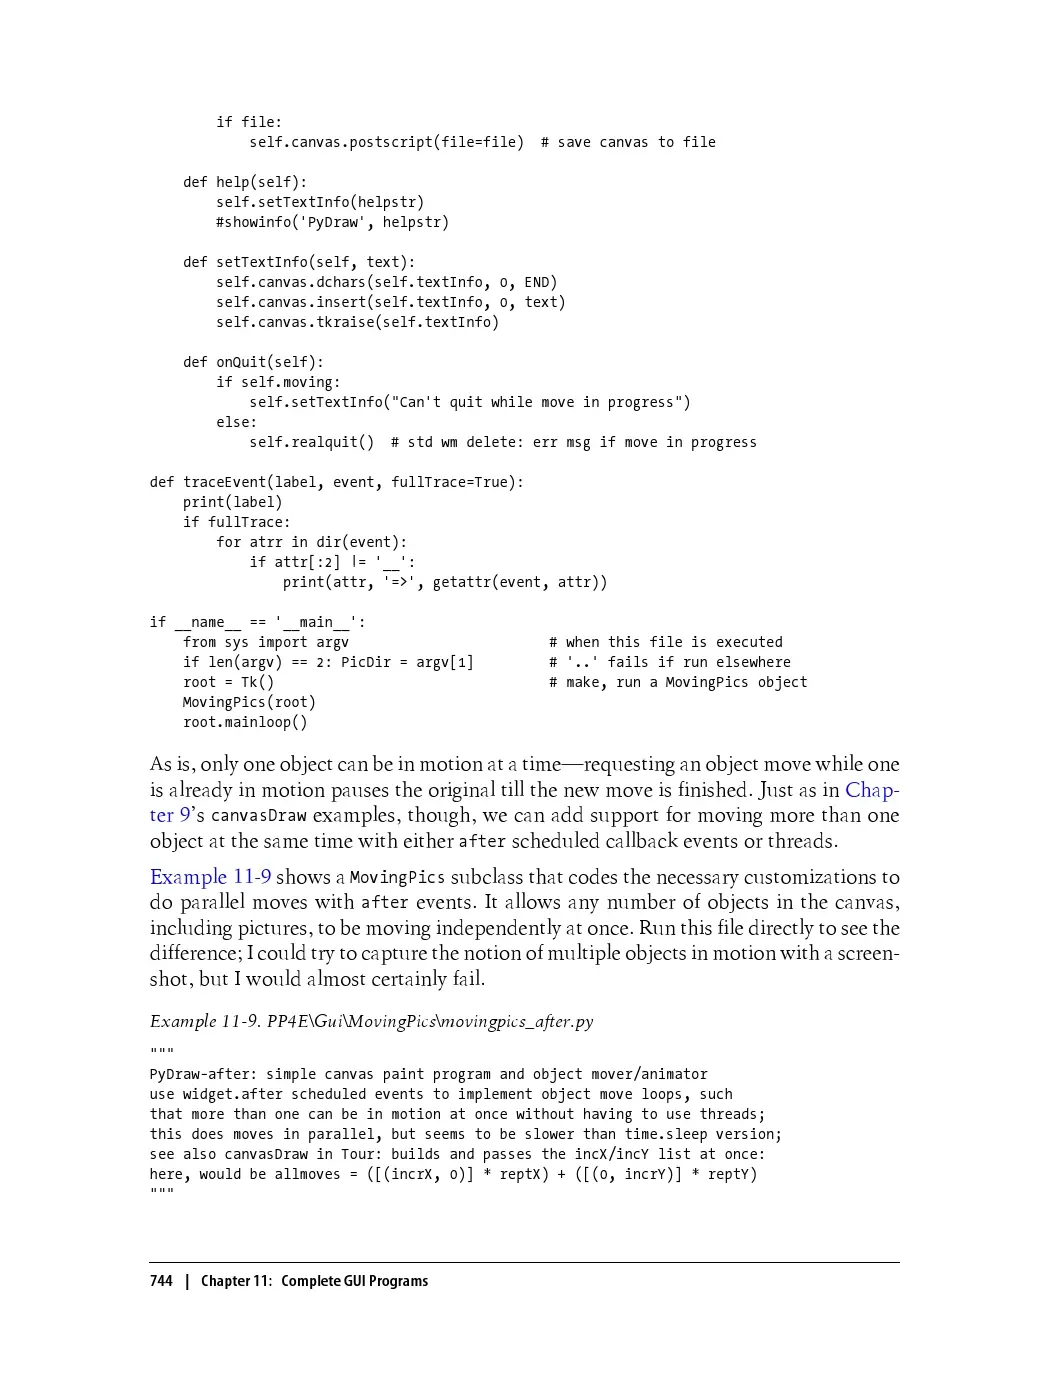 if file:
self.canvas.postscript(file=file)  # save canvas to file
def help(self):
self.setTextInfo(helpstr)
#showinfo('PyDraw', helpstr)
def setTextInfo(self, text):
self.canvas.dchars(self.textInfo, 0, END)
self.canvas.insert(self.textInfo, 0, text)
self.canvas.tkraise(self.textInfo)
def onQuit(self):
if self.moving:
self.setTextInfo("Can't quit while move in progress")
else:
self.realquit()  # std wm delete: err msg if move in progress
def traceEvent(label, event, fullTrace=True):
print(label)
if fullTrace:
for atrr in dir(event):
if attr[:2] |= '__':
print(attr, '=>', getattr(event, attr))
if __name__ == '__main__':
from sys import argv # when this file is executed
if len(argv) == 2: PicDir = argv[1] # '..' fails if run elsewhere
root = Tk() # make, run a MovingPics object
MovingPics(root)
root.mainloop()
As is, only one object can be in motion at a time—requesting an object move while one
is already in motion pauses the original till the new move is finished. Just as in Chap-
ter 9's canvasDraw examples, though, we can add support for moving more than one
object at the same time with either after scheduled callback events or threads.
Example 11-9 shows a MovingPics subclass that codes the necessary customizations to
do parallel moves with after events. It allows any number of objects in the canvas,
including pictures, to be moving independently at once. Run this file directly to see the
difference; I could try to capture the notion of multiple objects in motion with a screen-
shot, but I would almost certainly fail.
Example 11-9. PP4E\Gui\MovingPics\movingpics_after.py
"""
PyDraw-after: simple canvas paint program and object mover/animator
use widget.after scheduled events to implement object move loops, such
that more than one can be in motion at once without having to use threads;
this does moves in parallel, but seems to be slower than time.sleep version;
see also canvasDraw in Tour: builds and passes the incX/incY list at once:
here, would be allmoves = ([(incrX, 0)] * reptX) + ([(0, incrY)] * reptY)
"""
744 | Chapter 11: Complete GUI Programs